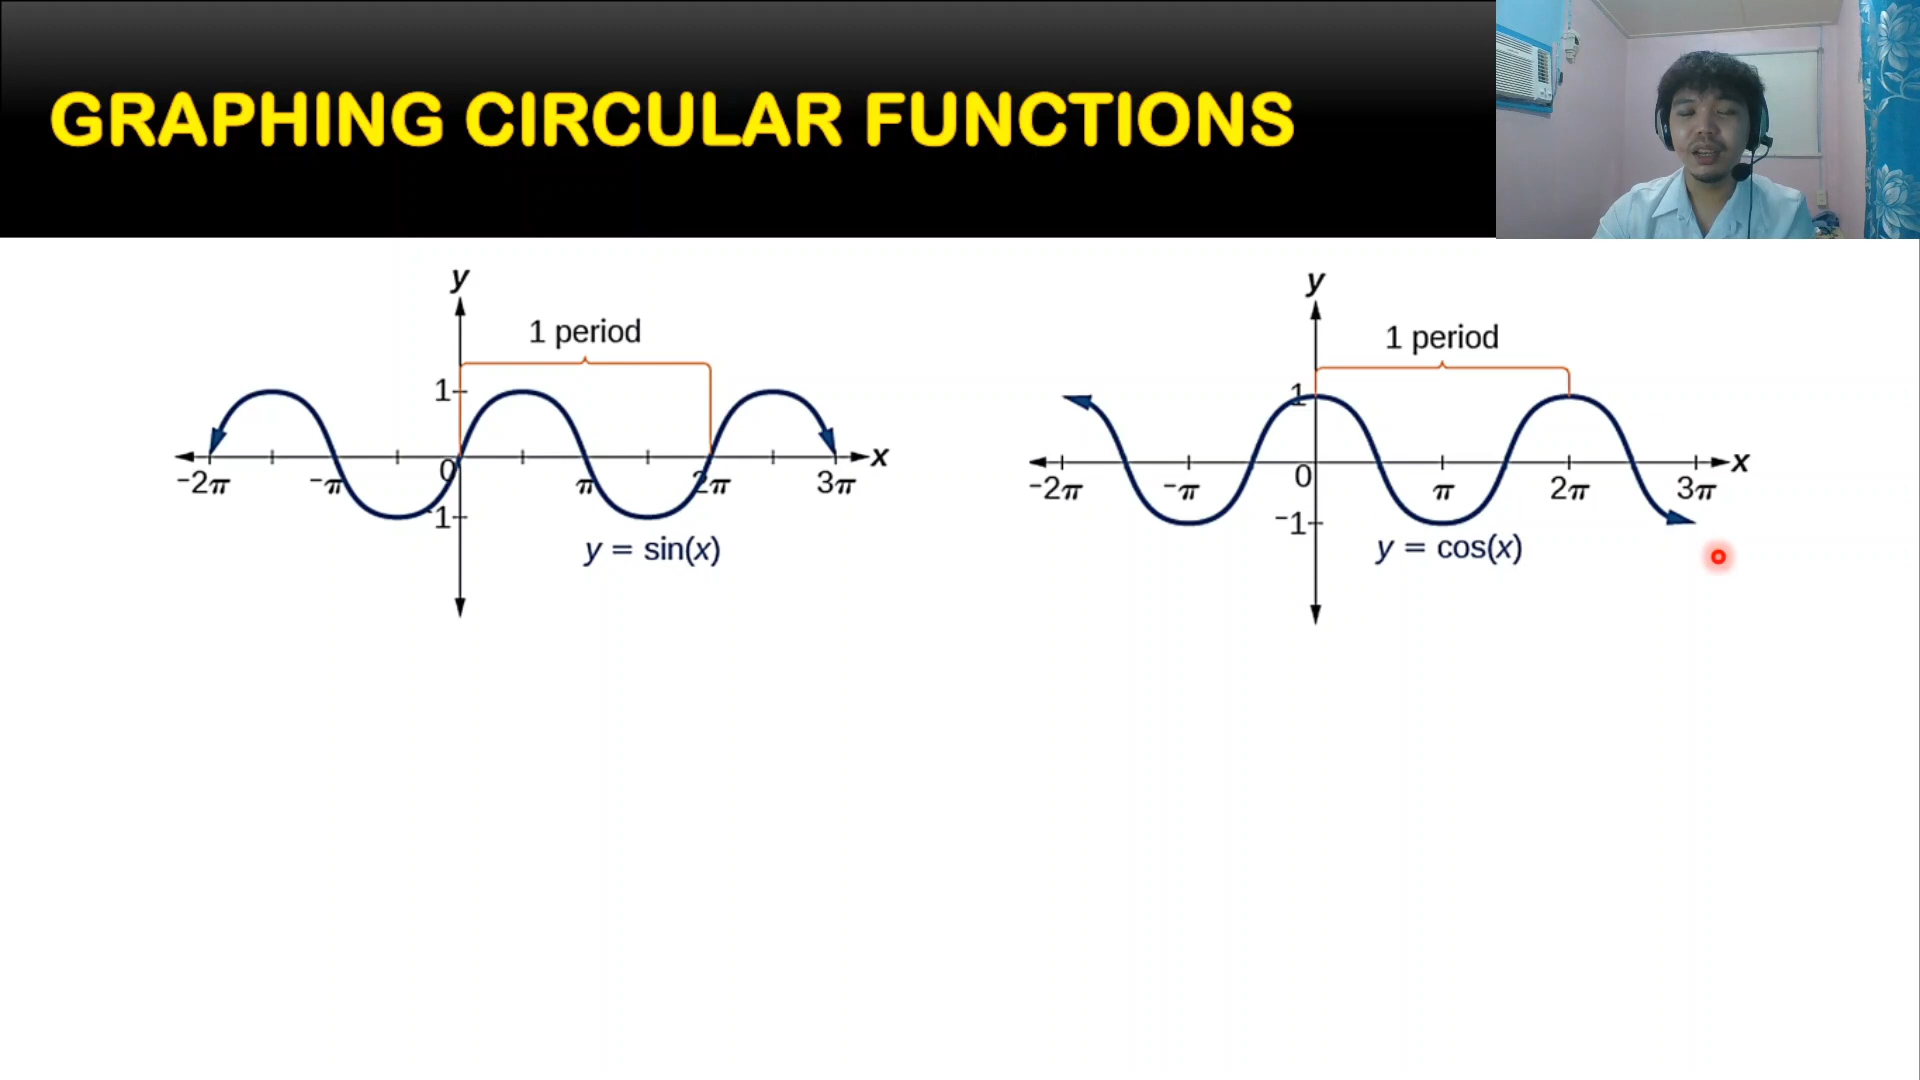 GRAPHING CIRCULAR FUNCTIONS
y
1 period
1
x
−2π −π 0 π 2π 3π
−1
y = sin(x)
y
1 period
1
x
−2π −π 0 π 2π 3π
−1
y = cos(x)